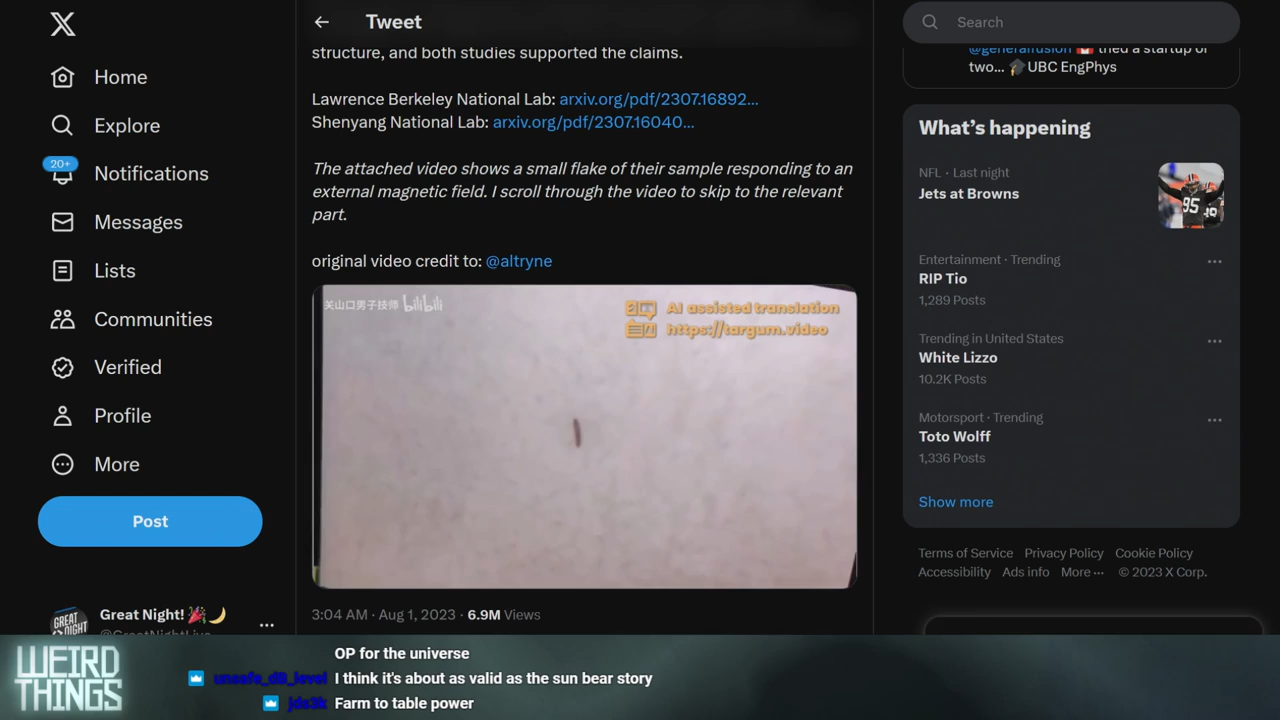 Home
Explore
20+
Notifications
Messages
Lists
Communities
Verified
Profile
More
Post
Great Night! 🎉🌙
GREAT
NIGHT
Tweet
structure, and both studies supported the claims.
Lawrence Berkeley National Lab: arxiv.org/pdf/2307.16892…
Shenyang National Lab: arxiv.org/pdf/2307.16040…
The attached video shows a small flake of their sample responding to an
external magnetic field. I scroll through the video to skip to the relevant
part.
original video credit to: @altryne
关山口男子技师 bilibili
AI assisted translation
https://targum.video
3:04 AM · Aug 1, 2023 · 6.9M Views
Search
@generalfusion 🇨🇦 tried a startup or
two... 🎓UBC EngPhys
What's happening
NFL · Last night
Jets at Browns
95
Entertainment · Trending
RIP Tio
1,289 Posts
Trending in United States
White Lizzo
10.2K Posts
Motorsport · Trending
Toto Wolff
1,336 Posts
Show more
Terms of Service Privacy Policy Cookie Policy
Accessibility Ads info More ··· © 2023 X Corp.
WEIRD
THINGS
OP for the universe
unsafe_dB_level I think it's about as valid as the sun bear story
jds3k Farm to table power